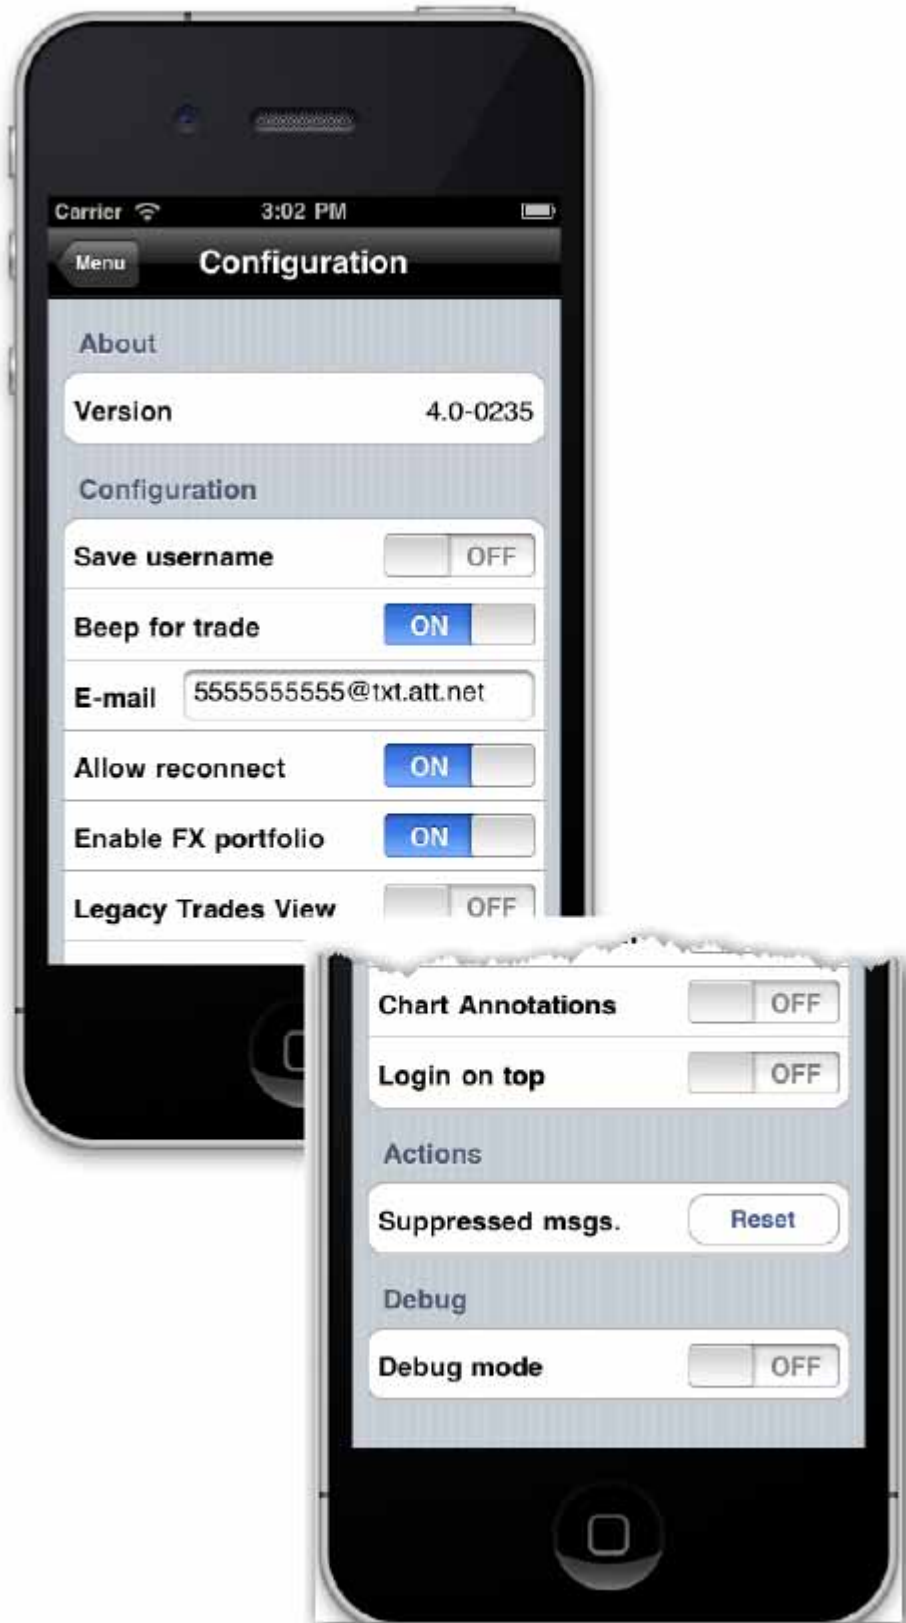 Carrier 3:02 PM
Menu Configuration
About
Version 4.0-0235
Configuration
Save username OFF
Beep for trade ON
E-mail 5555555555@txt.att.net
Allow reconnect ON
Enable FX portfolio ON
Legacy Trades View OFF
Chart Annotations OFF
Login on top OFF
Actions
Suppressed msgs. Reset
Debug
Debug mode OFF